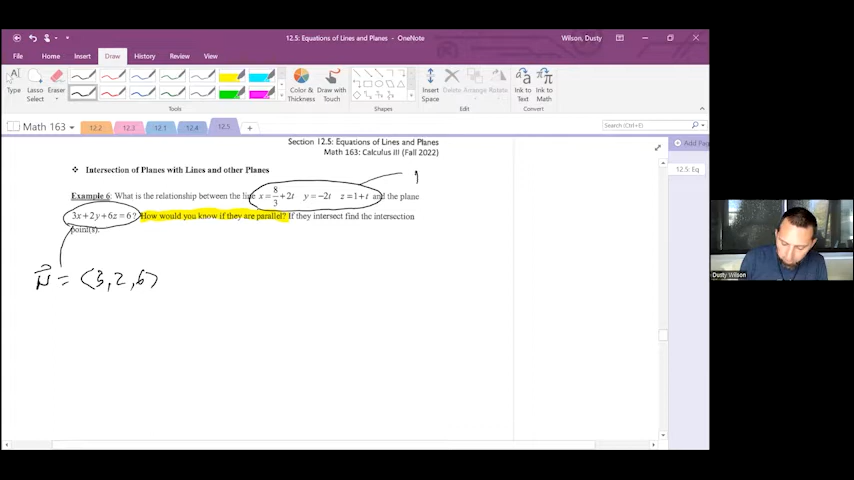 12.5: Equations of Lines and Planes - OneNote
Wilson, Dusty
File Home Insert Draw History Review View
Type
Lasso Select
Eraser
Color & Thickness
Draw with Touch
Insert Space
Delete
Arrange
Rotate
Ink to Text
Ink to Math
Tools
Shapes
Edit
Convert
Math 163
12.2
12.3
12.1
12.4
12.5
Search (Ctrl+E)
Add Pag
12.5: Eq
Section 12.5: Equations of Lines and Planes
Math 163: Calculus III (Fall 2022)
❖ Intersection of Planes with Lines and other Planes
Example 6: What is the relationship between the line x = 8/3 + 2t y = −2t z = 1 + t and the plane
3x + 2y + 6z = 6? How would you know if they are parallel? If they intersect find the intersection
point(s).
= ⟨3, 2, 6⟩
Dusty Wilson